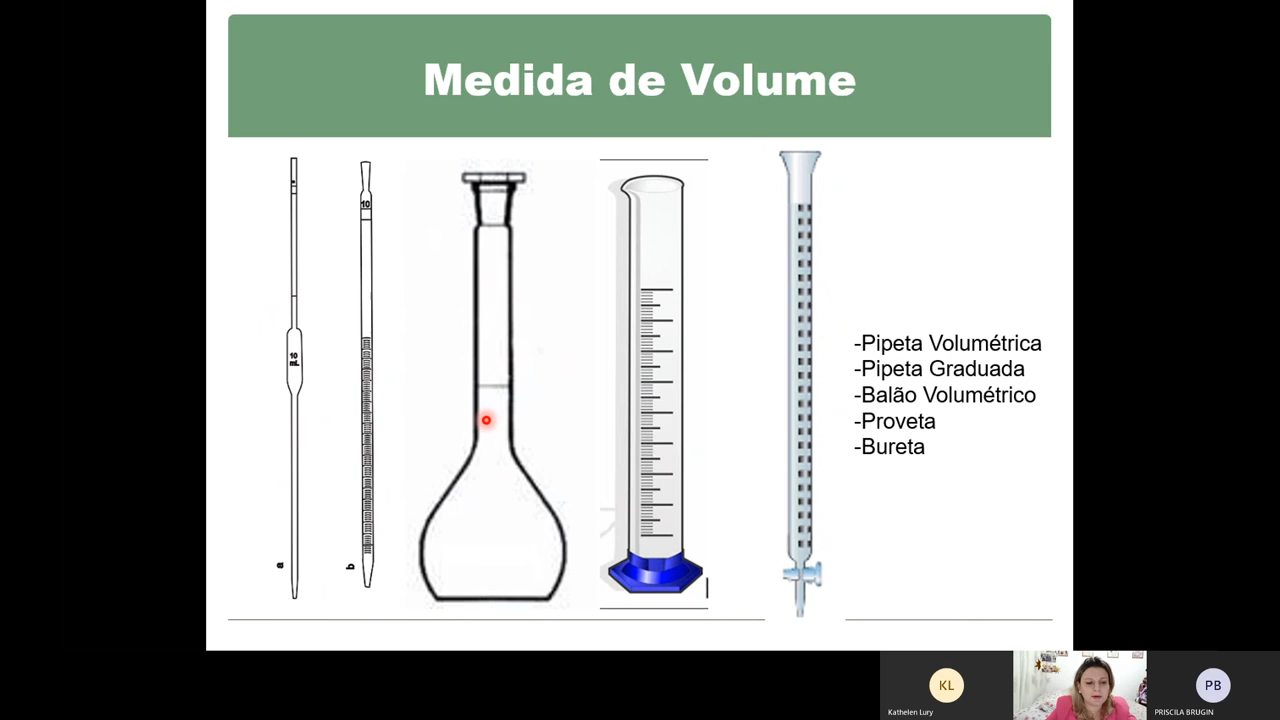 Medida de Volume
10
10
mL
a
b
-Pipeta Volumétrica
-Pipeta Graduada
-Balão Volumétrico
-Proveta
-Bureta
KL
Kathelen Lury
PB
PRISCILA BRUGIN